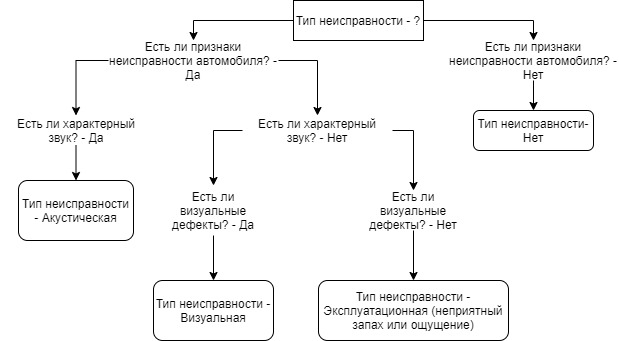 Тип неисправности - ?
Есть ли признаки
неисправности автомобиля? -
Да
Есть ли признаки
неисправности автомобиля? -
Нет
Есть ли характерный
звук? - Да
Есть ли характерный
звук? - Нет
Тип неисправности-
Нет
Тип неисправности
- Акустическая
Есть ли
визуальные
дефекты? - Да
Есть ли
визуальные
дефекты? - Нет
Тип неисправности -
Визуальная
Тип неисправности -
Эксплуатационная (неприятный
запах или ощущение)